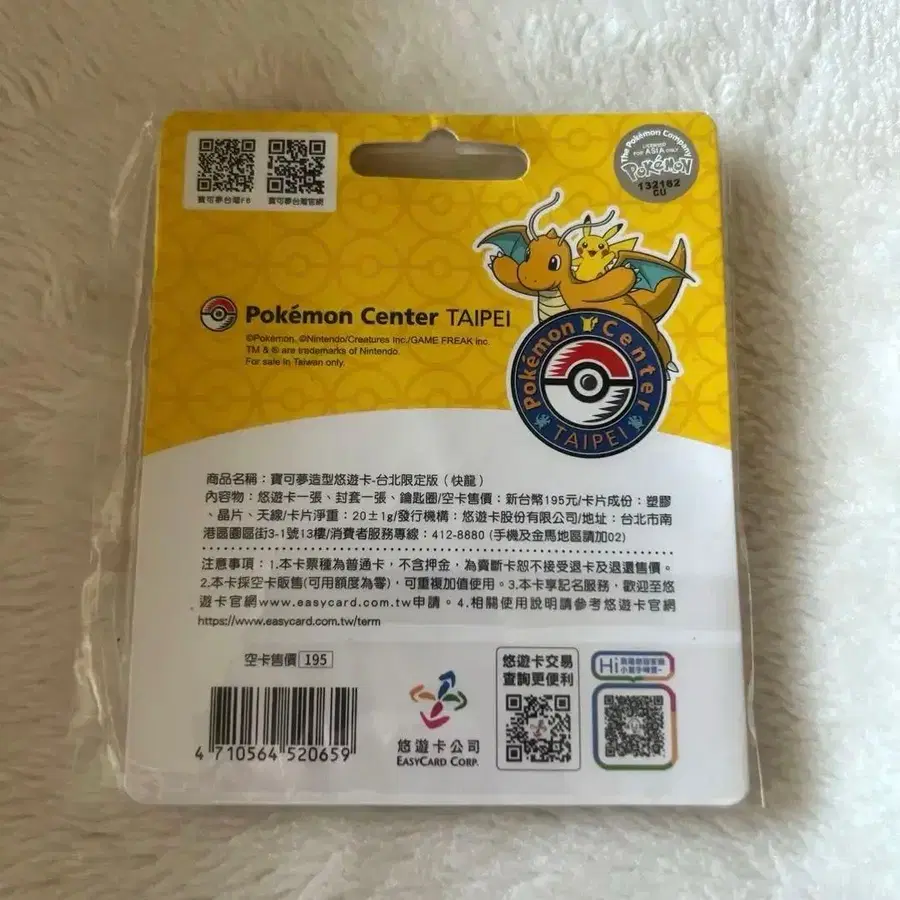 寶可夢台灣FB
寶可夢台灣官網
The Pokémon Company
LICENSED
FOR ASIA ONLY
Pokémon
132162
CU
Pokémon Center TAIPEI
©Pokémon. ©Nintendo/Creatures Inc./GAME FREAK inc.
TM & ® are trademarks of Nintendo.
For sale in Taiwan only.
Pokémon Center
TAIPEI
商品名稱：寶可夢造型悠遊卡-台北限定版（快龍）
內容物：悠遊卡一張、封套一張、鑰匙圈/空卡售價：新台幣195元/卡片成份：塑膠
、晶片、天線/卡片淨重：20±1g/發行機構：悠遊卡股份有限公司/地址：台北市南
港區園區街3-1號13樓/消費者服務專線：412-8880 (手機及金馬地區請加02)
注意事項：1.本卡票種為普通卡，不含押金，為賣斷卡恕不接受退卡及退還售價。
2.本卡採空卡販售(可用額度為零)，可重複加值使用。3.本卡享記名服務，歡迎至悠
遊卡官網www.easycard.com.tw申請。4.相關使用說明請參考悠遊卡官網
https://www.easycard.com.tw/term
空卡售價 195
4 710564 520659
悠遊卡公司
EASYCARD CORP.
悠遊卡交易
查詢更便利
Hi